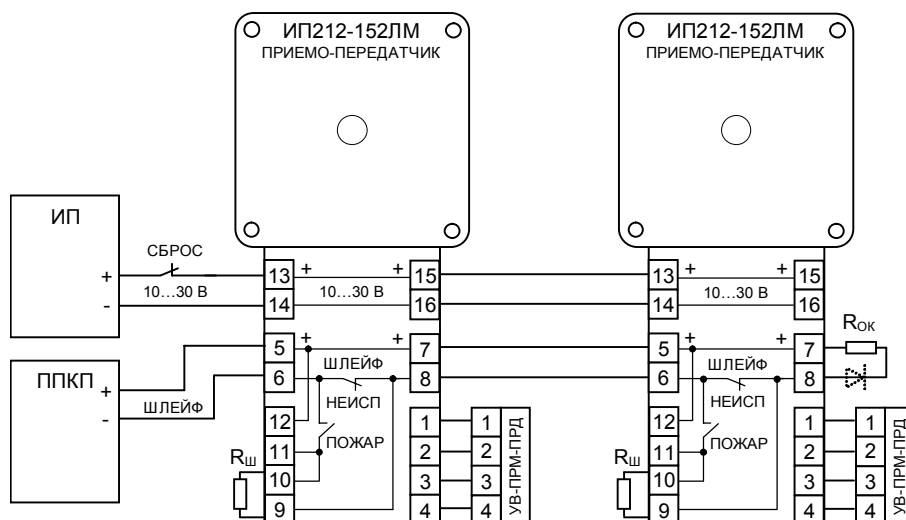 ИП212-152ЛМ ИП212-152ЛМ
ПРИЕМО-ПЕРЕДАТЧИК ПРИЕМО-ПЕРЕДАТЧИК
ИП
СБРОС
+ 13 + + 15 13 + + 15
10...30 В 10...30 В 10...30 В
- 14 16 14 16
ППКП
5 + 7 5 + 7 RОК
+ ШЛЕЙФ ШЛЕЙФ
6 8 6 8
- ШЛЕЙФ НЕИСП НЕИСП
12 1 1 12 1 1
11 ПОЖАР 2 2 11 ПОЖАР 2 2
RШ 10 3 3 RШ 10 3 3
9 4 4 9 4 4
УВ-ПРМ-ПРД УВ-ПРМ-ПРД